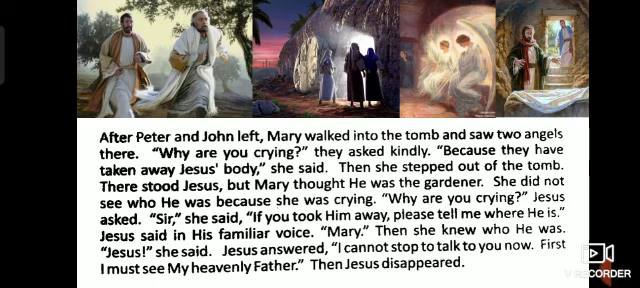 After Peter and John left, Mary walked into the tomb and saw two angels
there. "Why are you crying?" they asked kindly. "Because they have
taken away Jesus' body," she said. Then she stepped out of the tomb.
There stood Jesus, but Mary thought He was the gardener. She did not
see who He was because she was crying. "Why are you crying?" Jesus
asked. "Sir," she said, "If you took Him away, please tell me where He is."
Jesus said in His familiar voice. "Mary." Then she knew who He was.
"Jesus!" she said. Jesus answered, "I cannot stop to talk to you now. First
I must see My heavenly Father." Then Jesus disappeared.
V RECORDER